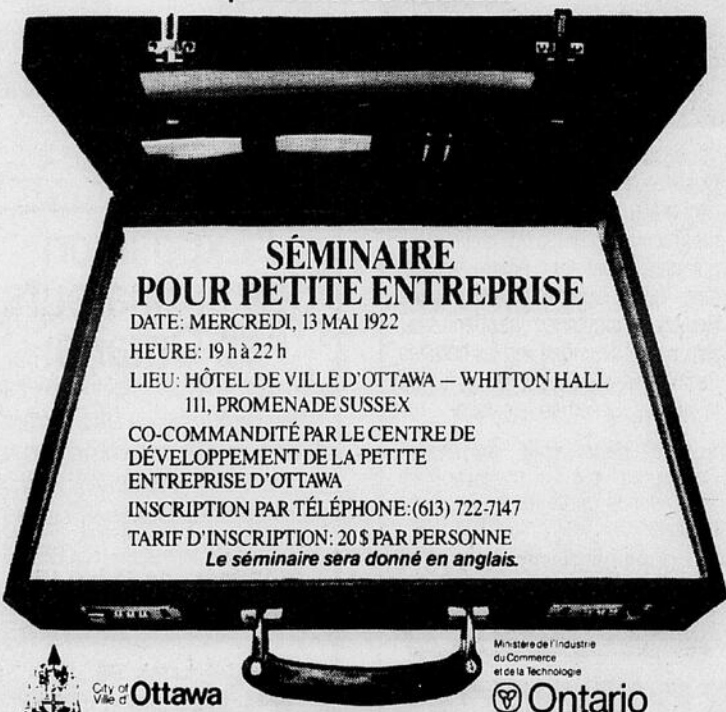 SÉMINAIRE
POUR PETITE ENTREPRISE
DATE: MERCREDI, 13 MAI 1922
HEURE: 19 h à 22 h
LIEU: HÔTEL DE VILLE D'OTTAWA — WHITTON HALL
111, PROMENADE SUSSEX
CO-COMMANDITÉ PAR LE CENTRE DE
DÉVELOPPEMENT DE LA PETITE
ENTREPRISE D'OTTAWA
INSCRIPTION PAR TÉLÉPHONE: (613) 722-7147
TARIF D'INSCRIPTION: 20 $ PAR PERSONNE
Le séminaire sera donné en anglais.
City of
Ville d'Ottawa
Ministère de l'Industrie
du Commerce
et de la Technologie
Ontario